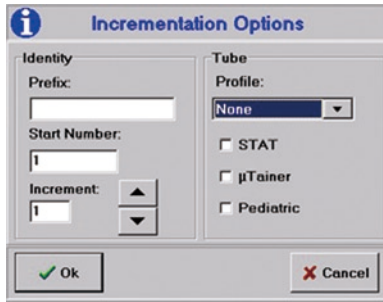 Incrementation Options
Identity
Prefix:
Start Number:
1
Increment:
1
Tube
Profile:
None
STAT
µTainer
Pediatric
Ok
Cancel